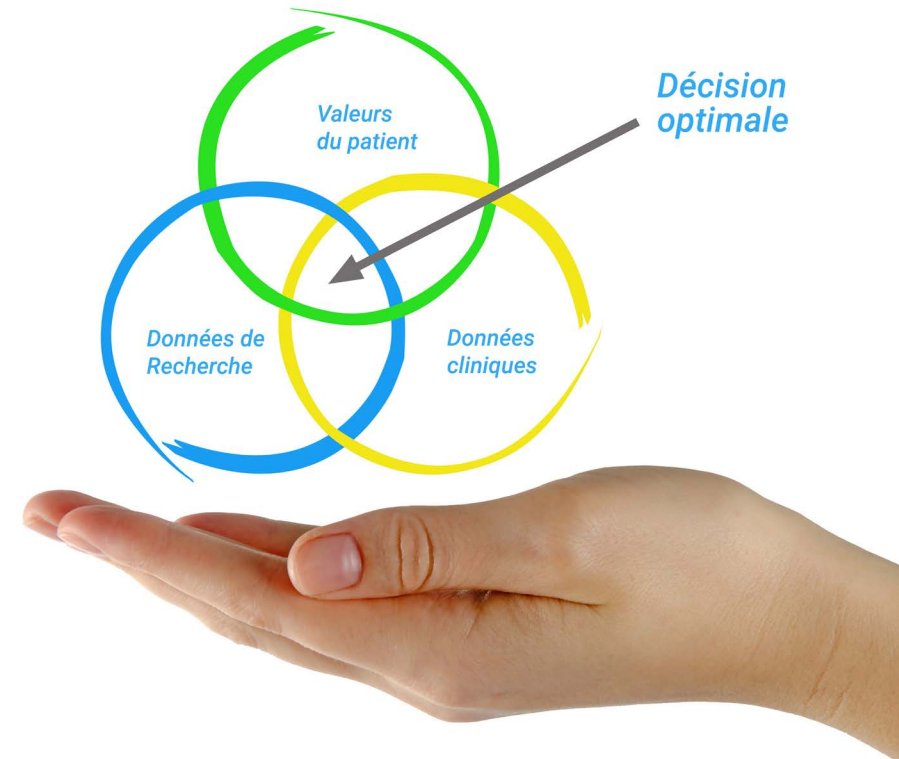 Valeurs
du patient
Décision
optimale
Données de
Recherche
Données
cliniques